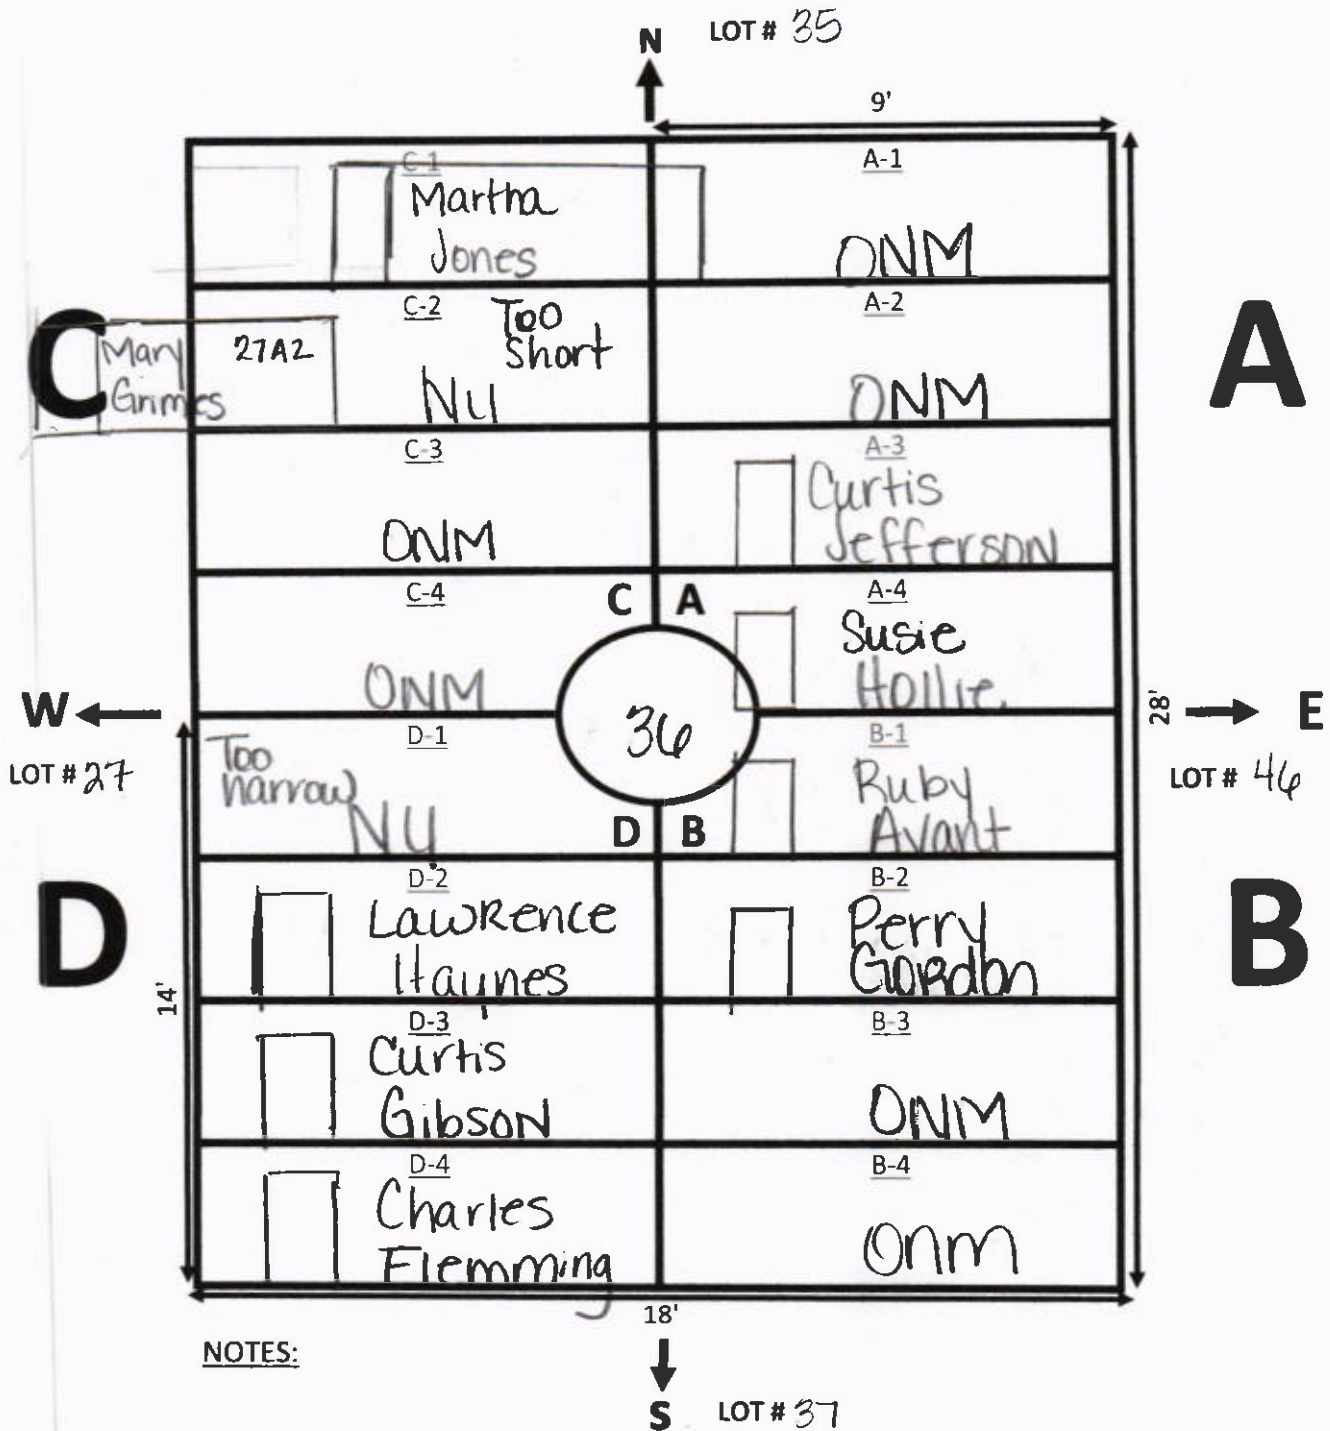 LOT # 35
N
9'
C-1
Martha
Jones
A-1
ONM
C-2
Too
Short
NU
A-2
ONM
C
Mary
Grimes
27A2
A
C-3
ONM
A-3
Curtis
Jefferson
C-4
ONM
C A
A-4
Susie
Hollie
W
LOT # 27
36
28'
E
LOT # 46
D-1
Too
narrow
NU
D B
B-1
Ruby
Avant
D
14'
D-2
Lawrence
Haynes
B-2
Perry
Gordon
B
D-3
Curtis
Gibson
B-3
ONM
D-4
Charles
Flemming
B-4
Onm
18'
NOTES:
S
LOT # 37